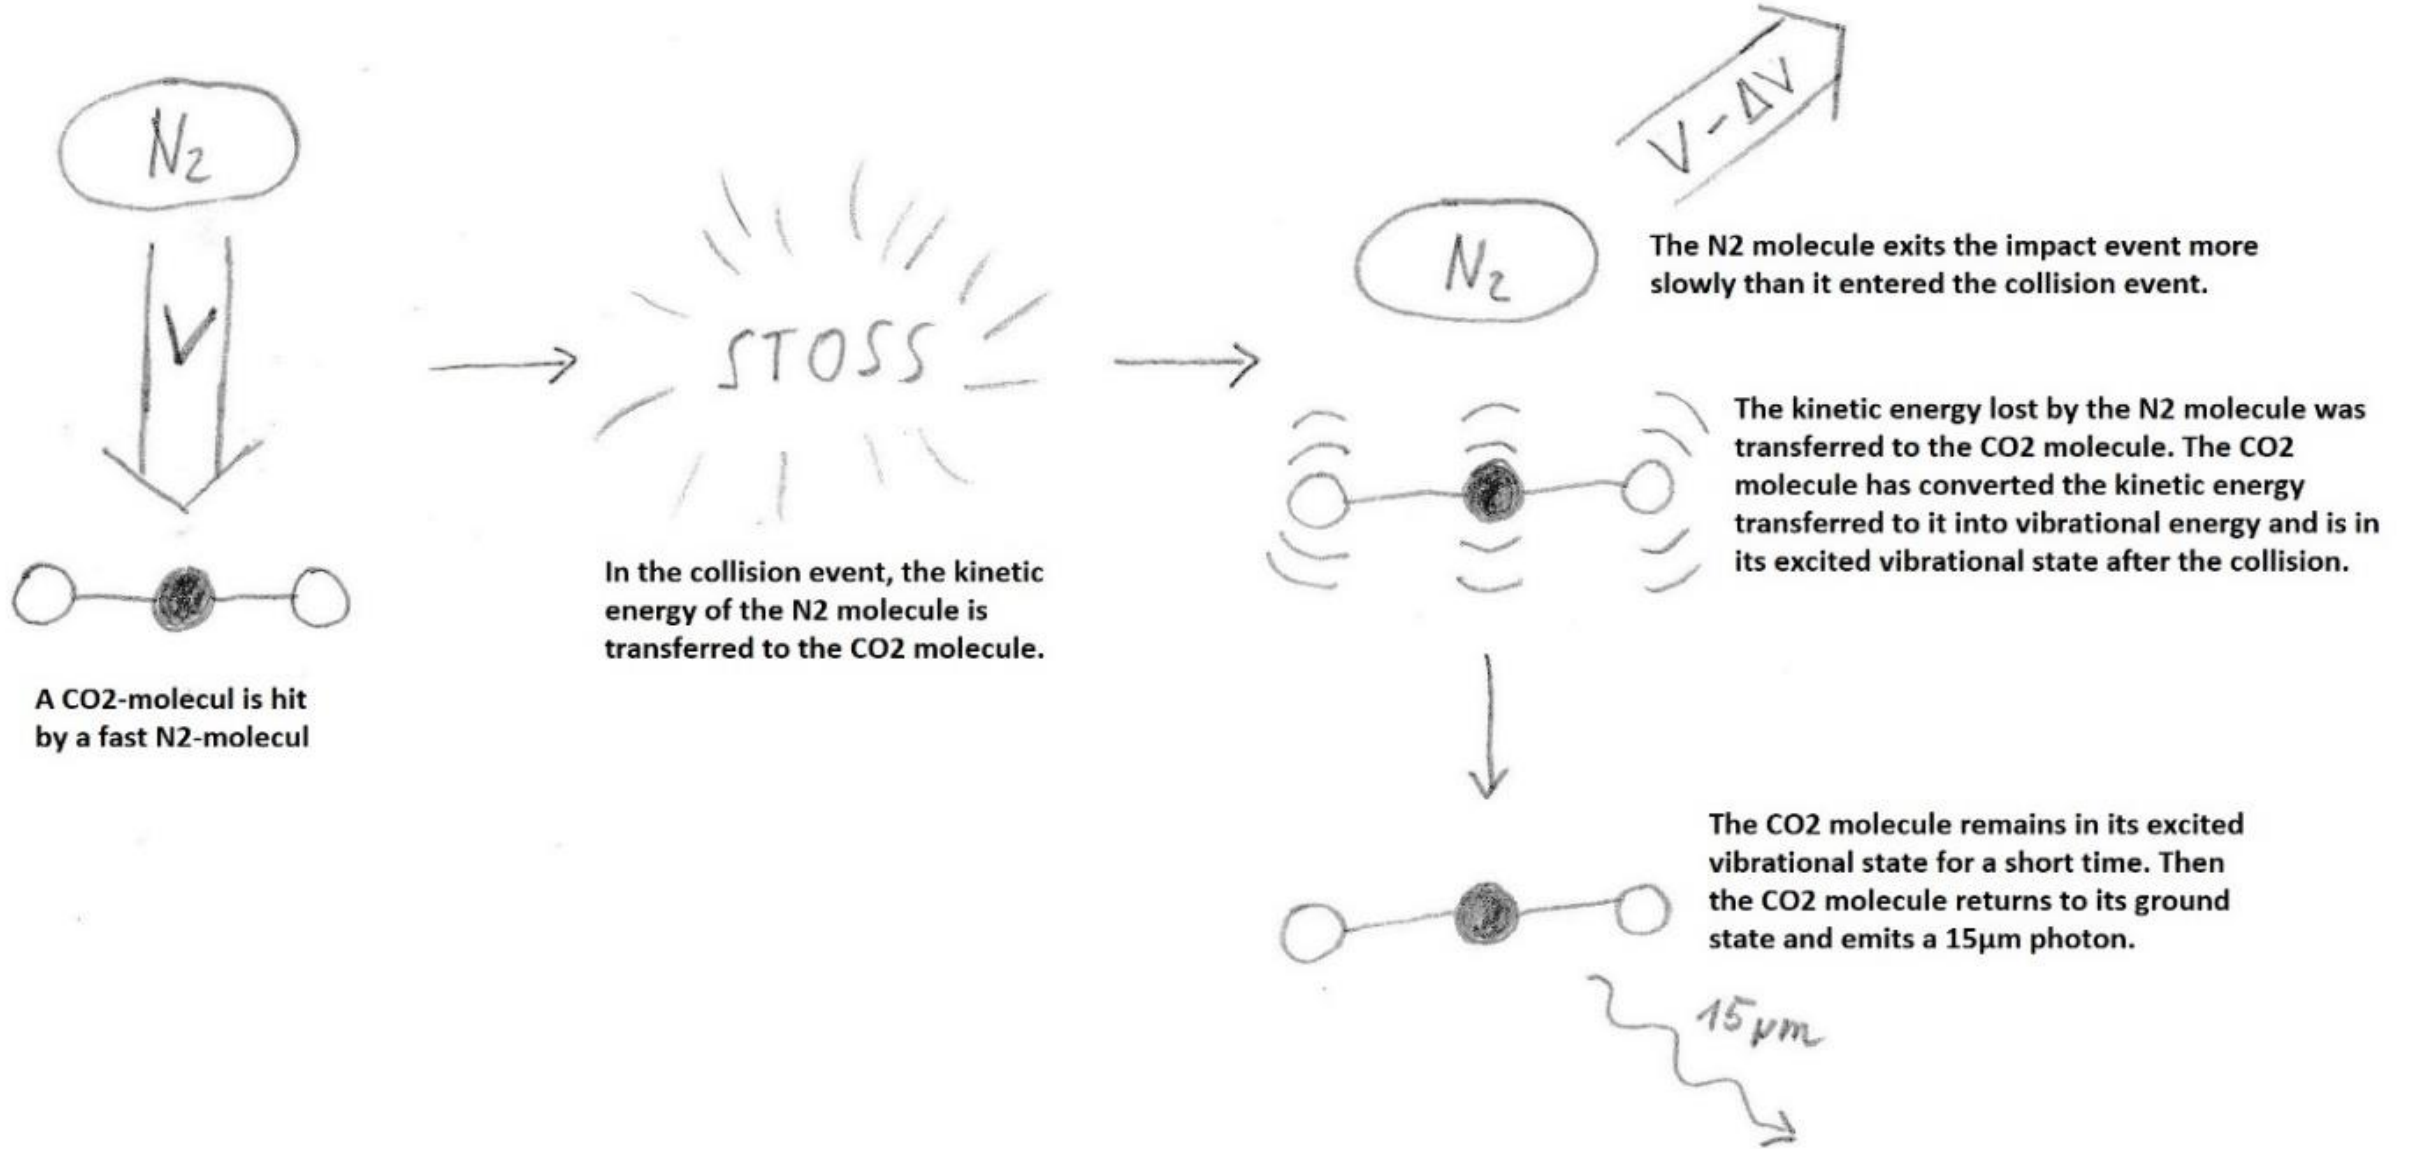 N2
V
A CO2-molecul is hit
by a fast N2-molecul
STOSS
In the collision event, the kinetic
energy of the N2 molecule is
transferred to the CO2 molecule.
V - ΔV
N2
The N2 molecule exits the impact event more
slowly than it entered the collision event.
The kinetic energy lost by the N2 molecule was
transferred to the CO2 molecule. The CO2
molecule has converted the kinetic energy
transferred to it into vibrational energy and is in
its excited vibrational state after the collision.
The CO2 molecule remains in its excited
vibrational state for a short time. Then
the CO2 molecule returns to its ground
state and emits a 15µm photon.
15 µm